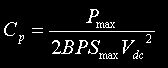 C_p = P_max / 2BPS_max V_dc^2